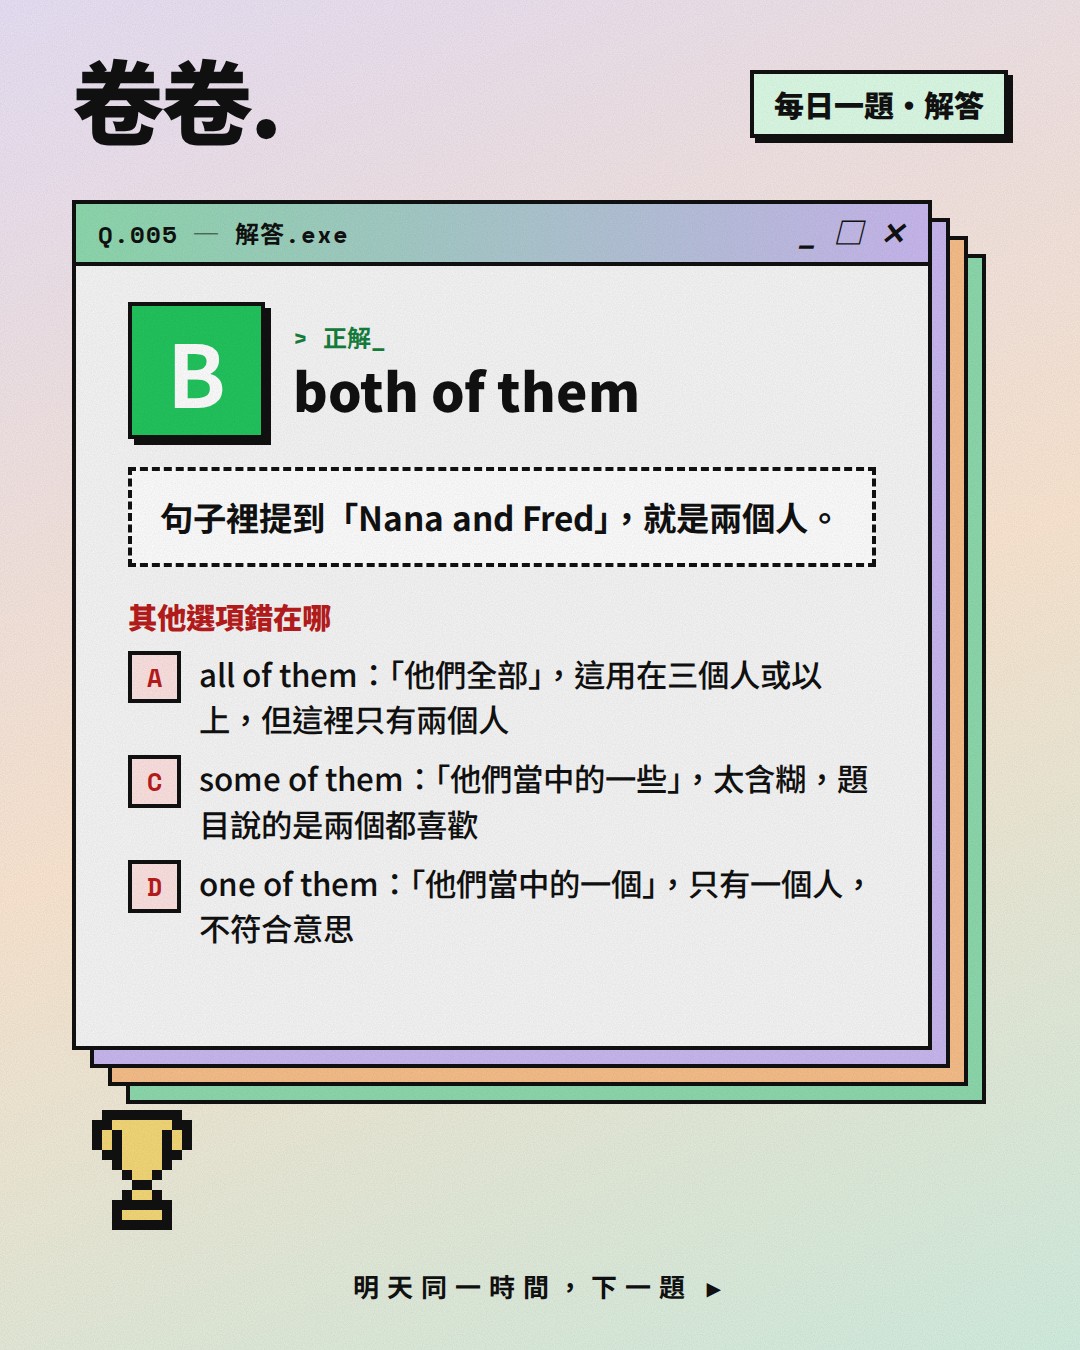 卷卷.
每日一題・解答
Q.005 — 解答.exe
B
> 正解_
both of them
句子裡提到「Nana and Fred」，就是兩個人。
其他選項錯在哪
A
all of them：「他們全部」，這用在三個人或以
上，但這裡只有兩個人
C
some of them：「他們當中的一些」，太含糊，題
目說的是兩個都喜歡
D
one of them：「他們當中的一個」，只有一個人，
不符合意思
明天同一時間，下一題 ▸